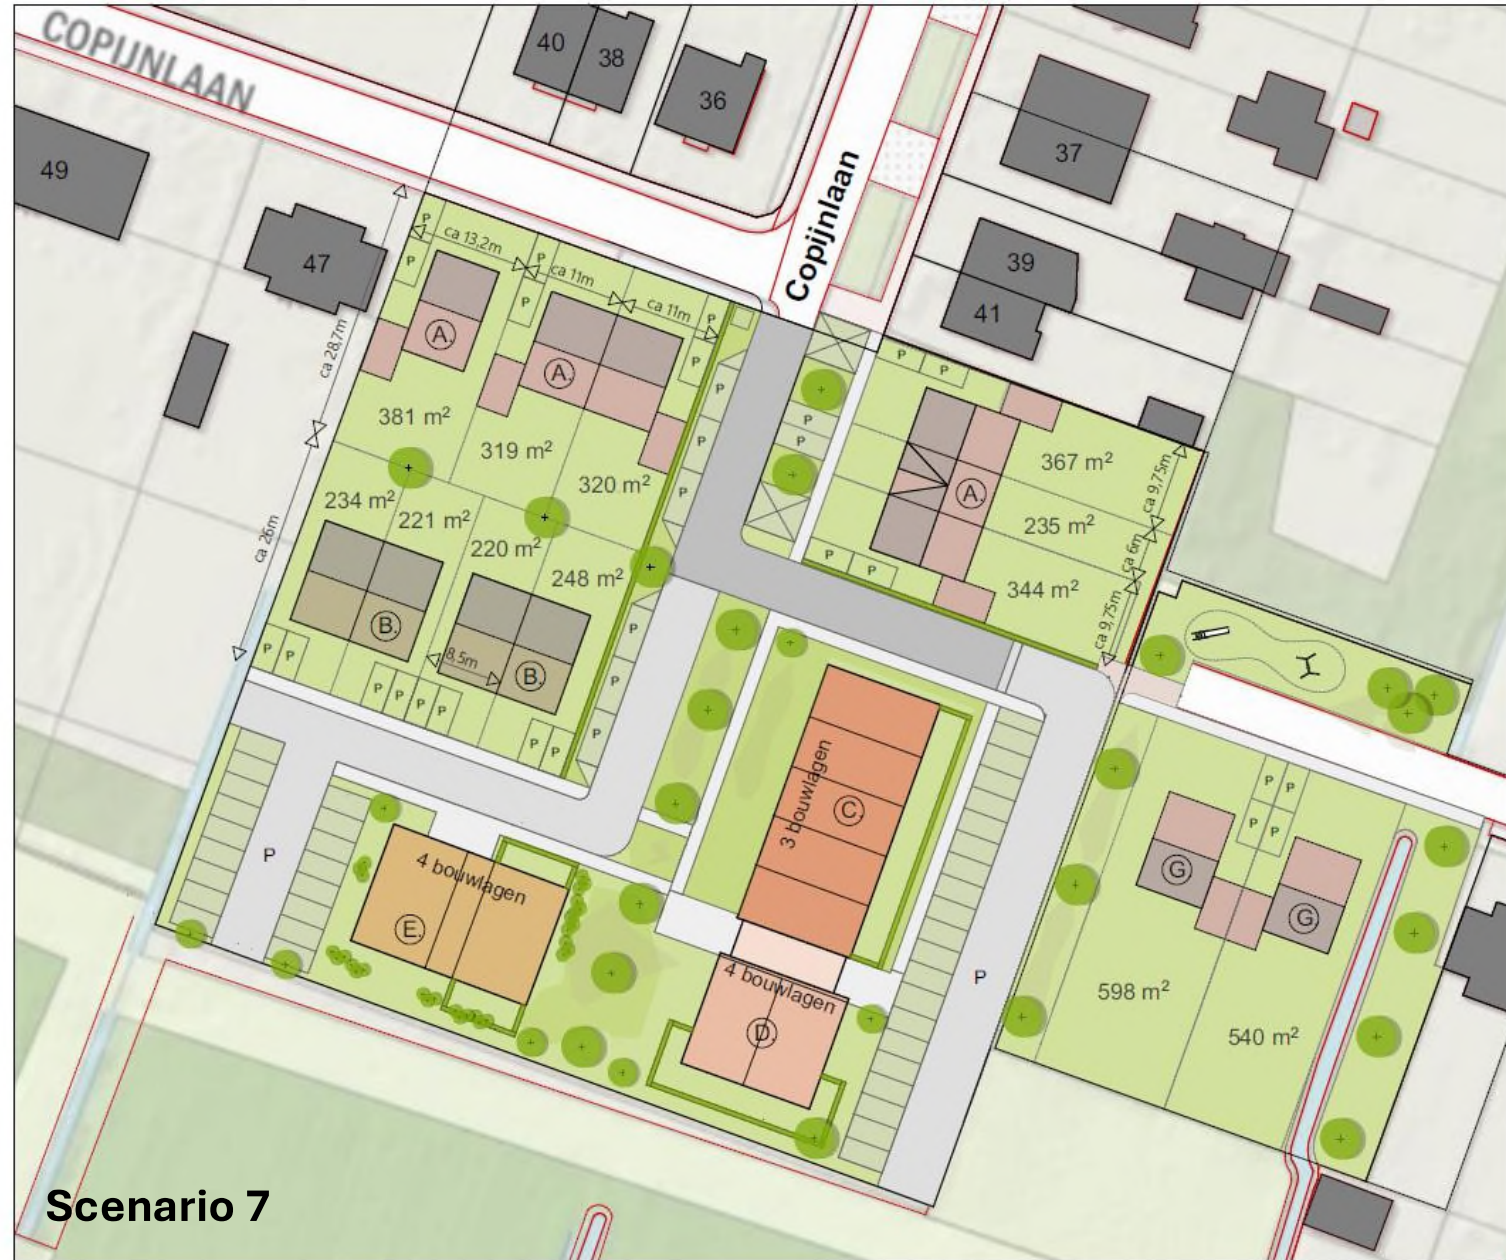 COPIJNLAAN
40
38
36
49
47
Copijnlaan
37
39
41
P
ca 13,2m
P
ca 11m
ca 11m
P
P
P
P
A.
A.
ca 28,7m
381 m²
319 m²
320 m²
P
P
P
P
P
P
P
A.
367 m²
235 m²
344 m²
ca 9,75m
ca 6m
ca 9,75m
P
P
234 m²
221 m²
220 m²
248 m²
ca 26m
B.
B.
8,5m
P
P
P
P
P
P
P
P
P
P
P
3 bouwlagen
C.
P
P
P
P
G
G
598 m²
540 m²
P
4 bouwlagen
E.
4 bouwlagen
D.
P
Scenario 7